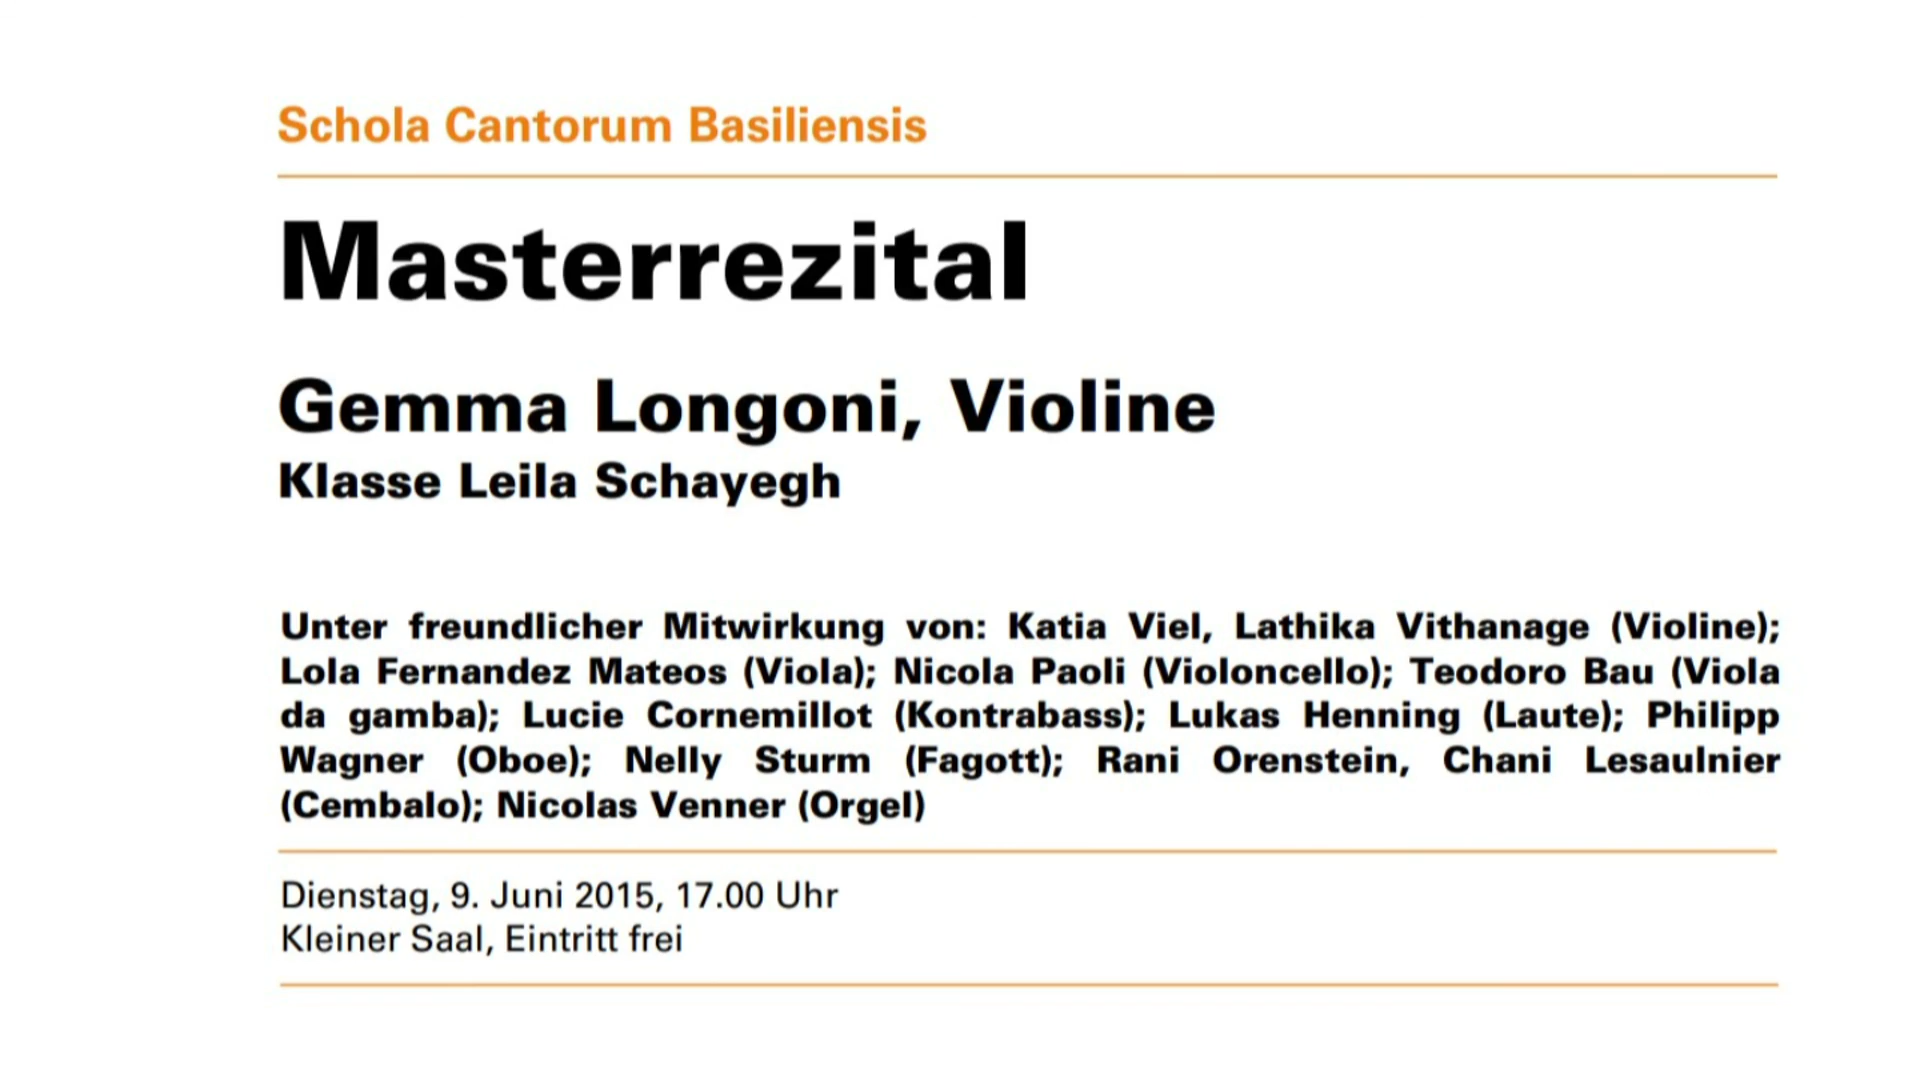 Schola Cantorum Basiliensis
Masterrezital
Gemma Longoni, Violine
Klasse Leila Schayegh
Unter freundlicher Mitwirkung von: Katia Viel, Lathika Vithanage (Violine);
Lola Fernandez Mateos (Viola); Nicola Paoli (Violoncello); Teodoro Bau (Viola
da gamba); Lucie Cornemillot (Kontrabass); Lukas Henning (Laute); Philipp
Wagner (Oboe); Nelly Sturm (Fagott); Rani Orenstein, Chani Lesaulnier
(Cembalo); Nicolas Venner (Orgel)
Dienstag, 9. Juni 2015, 17.00 Uhr
Kleiner Saal, Eintritt frei